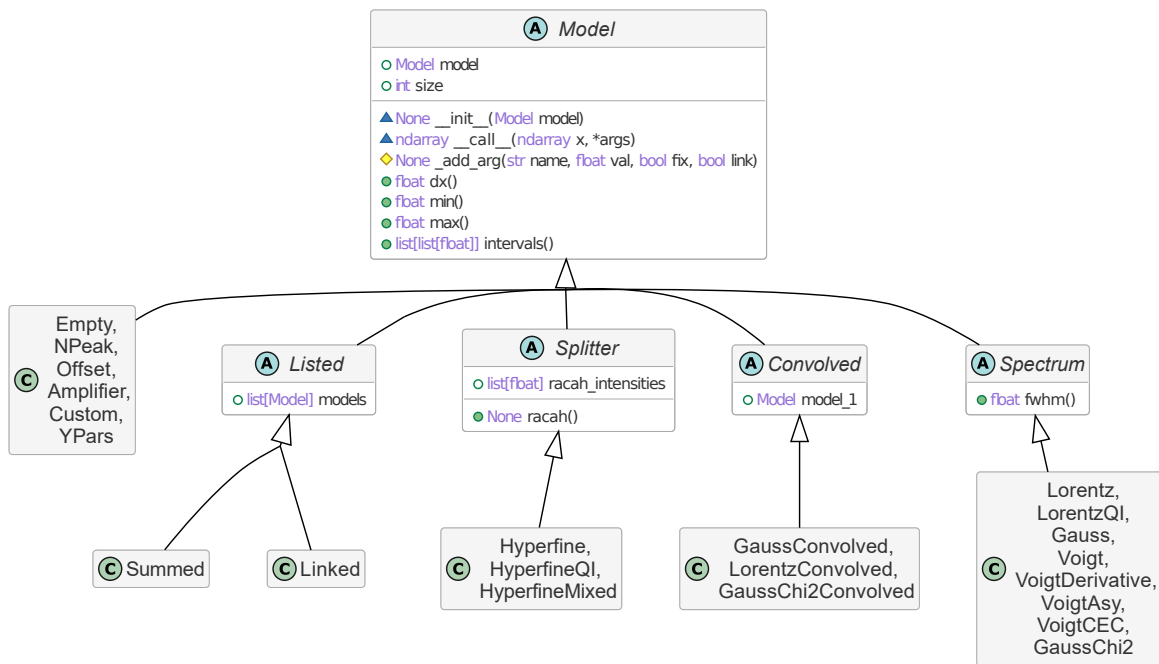 A Model
Model model
int size
None __init__(Model model)
ndarray __call__(ndarray x, *args)
None _add_arg(str name, float val, bool fix, bool link)
float dx()
float min()
float max()
list[list[float]] intervals()
C Empty,
NPeak,
Offset,
Amplifier,
Custom,
YPars
A Listed
list[Model] models
A Splitter
list[float] racah_intensities
None racah()
A Convolved
Model model_1
A Spectrum
float fwhm()
C Summed
C Linked
C Hyperfine,
HyperfineQI,
HyperfineMixed
C GaussConvolved,
LorentzConvolved,
GaussChi2Convolved
C Lorentz,
LorentzQI,
Gauss,
Voigt,
VoigtDerivative,
VoigtAsy,
VoigtCEC,
GaussChi2